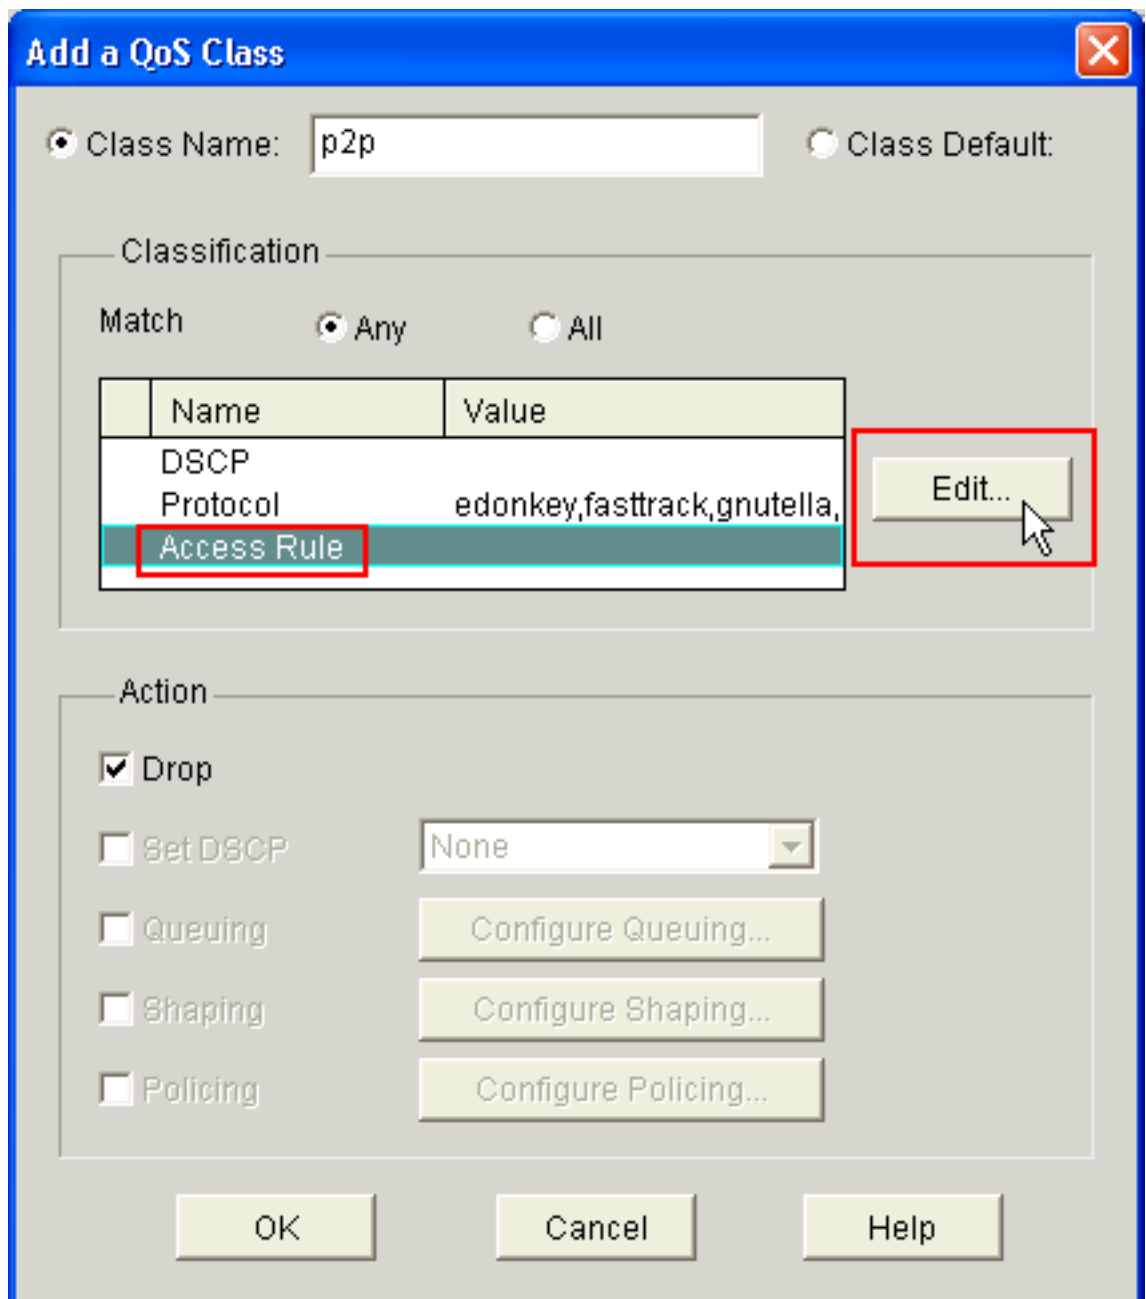 Add a QoS Class
Class Name: p2p Class Default:
Classification
Match Any All
Name Value
DSCP
Protocol edonkey,fasttrack,gnutella,
Access Rule
Edit...
Action
Drop
Set DSCP None
Queuing Configure Queuing...
Shaping Configure Shaping...
Policing Configure Policing...
OK Cancel Help